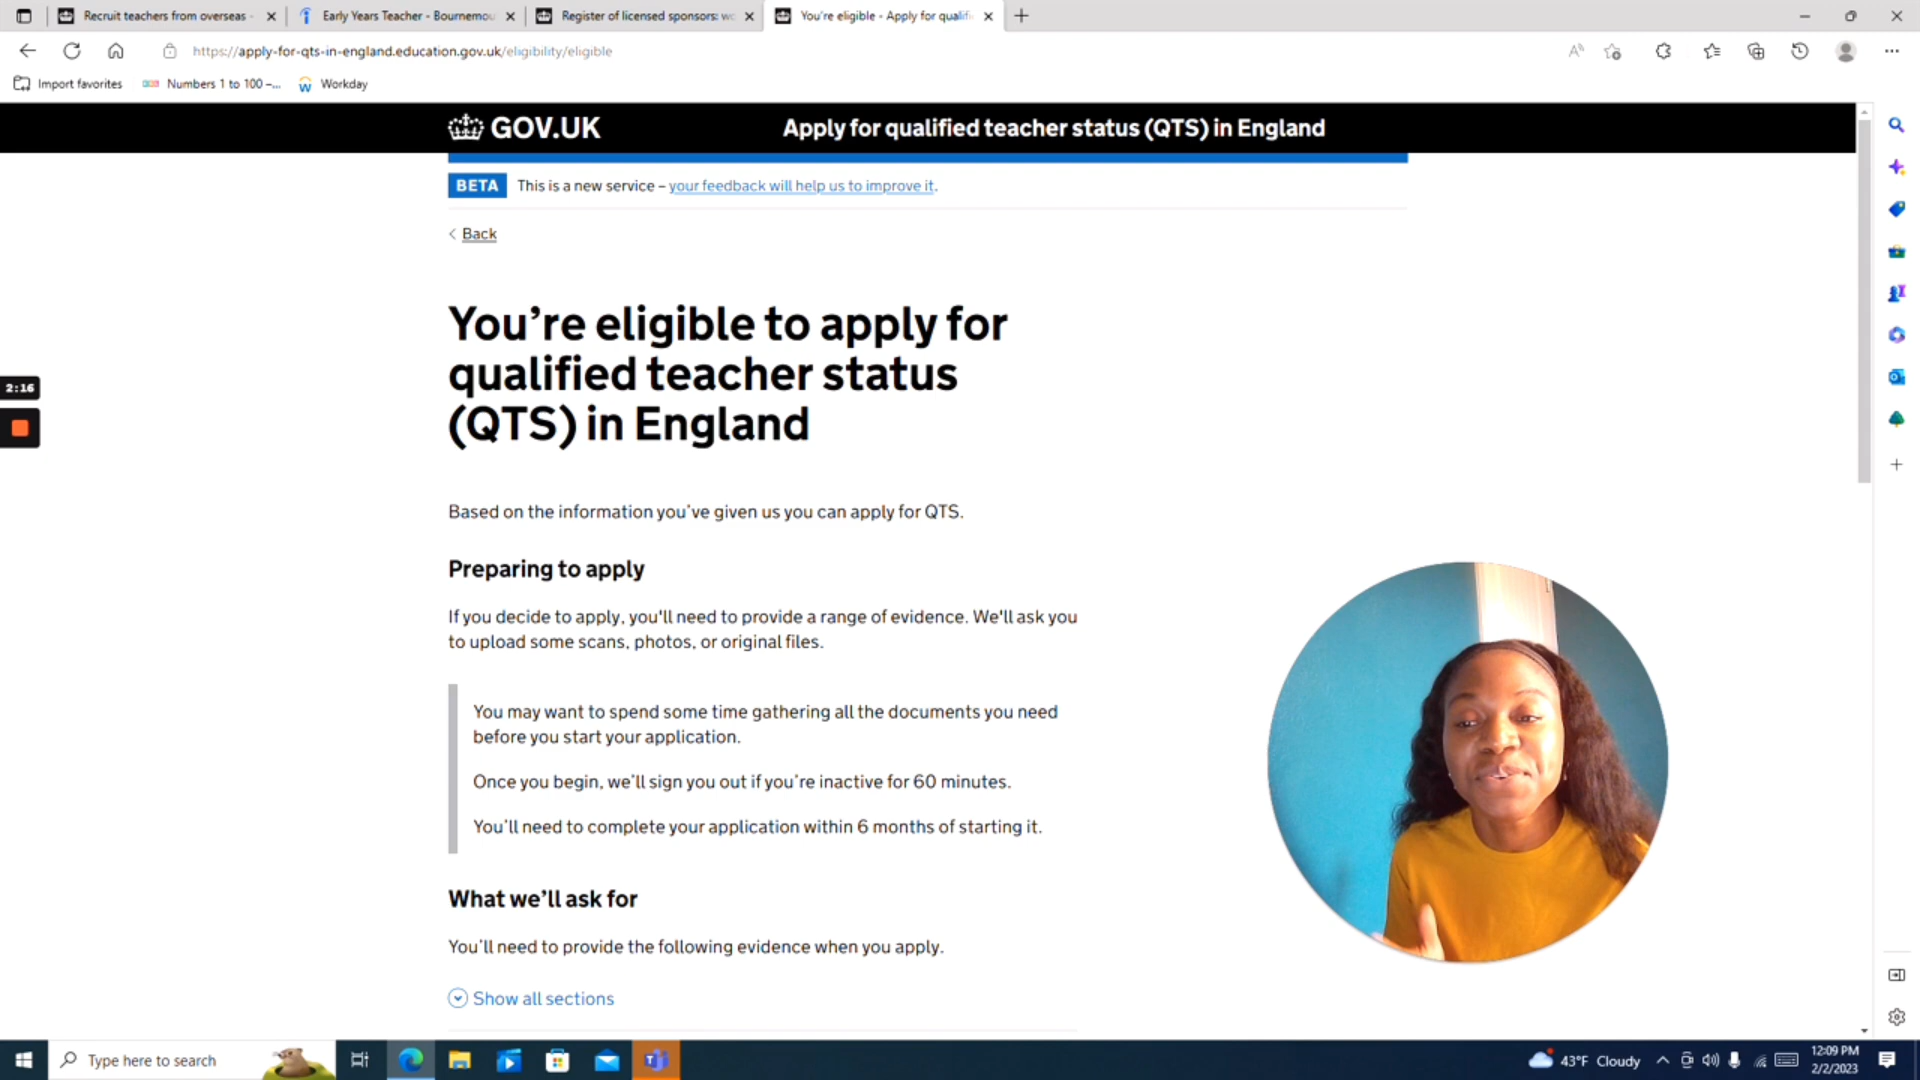 Recruit teachers from overseas -
Early Years Teacher - Bournemou
Register of licensed sponsors: wo
You're eligible - Apply for qualifi
https://apply-for-qts-in-england.education.gov.uk/eligibility/eligible
Import favorites
Numbers 1 to 100 –...
Workday
GOV.UK
Apply for qualified teacher status (QTS) in England
BETA This is a new service – your feedback will help us to improve it.
Back
You’re eligible to apply for
qualified teacher status
(QTS) in England
2:16
Based on the information you’ve given us you can apply for QTS.
Preparing to apply
If you decide to apply, you'll need to provide a range of evidence. We'll ask you
to upload some scans, photos, or original files.
You may want to spend some time gathering all the documents you need
before you start your application.
Once you begin, we’ll sign you out if you’re inactive for 60 minutes.
You’ll need to complete your application within 6 months of starting it.
What we’ll ask for
You’ll need to provide the following evidence when you apply.
Show all sections
Type here to search
43°F Cloudy
12:09 PM
2/2/2023